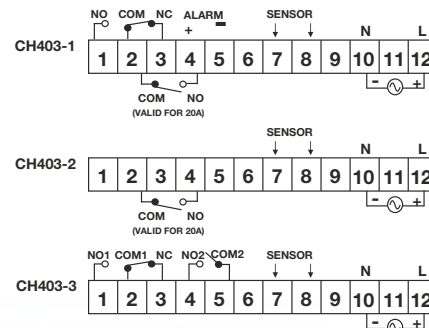 NO COM NC ALARM SENSOR
+ -
N L
CH403-1 1 2 3 4 5 6 7 8 9 10 11 12
- +
COM NO
(VALID FOR 20A)
SENSOR
N L
CH403-2 1 2 3 4 5 6 7 8 9 10 11 12
- +
COM NO
(VALID FOR 20A)
NO1 COM1 NC NO2 COM2 SENSOR
N L
CH403-3 1 2 3 4 5 6 7 8 9 10 11 12
- +